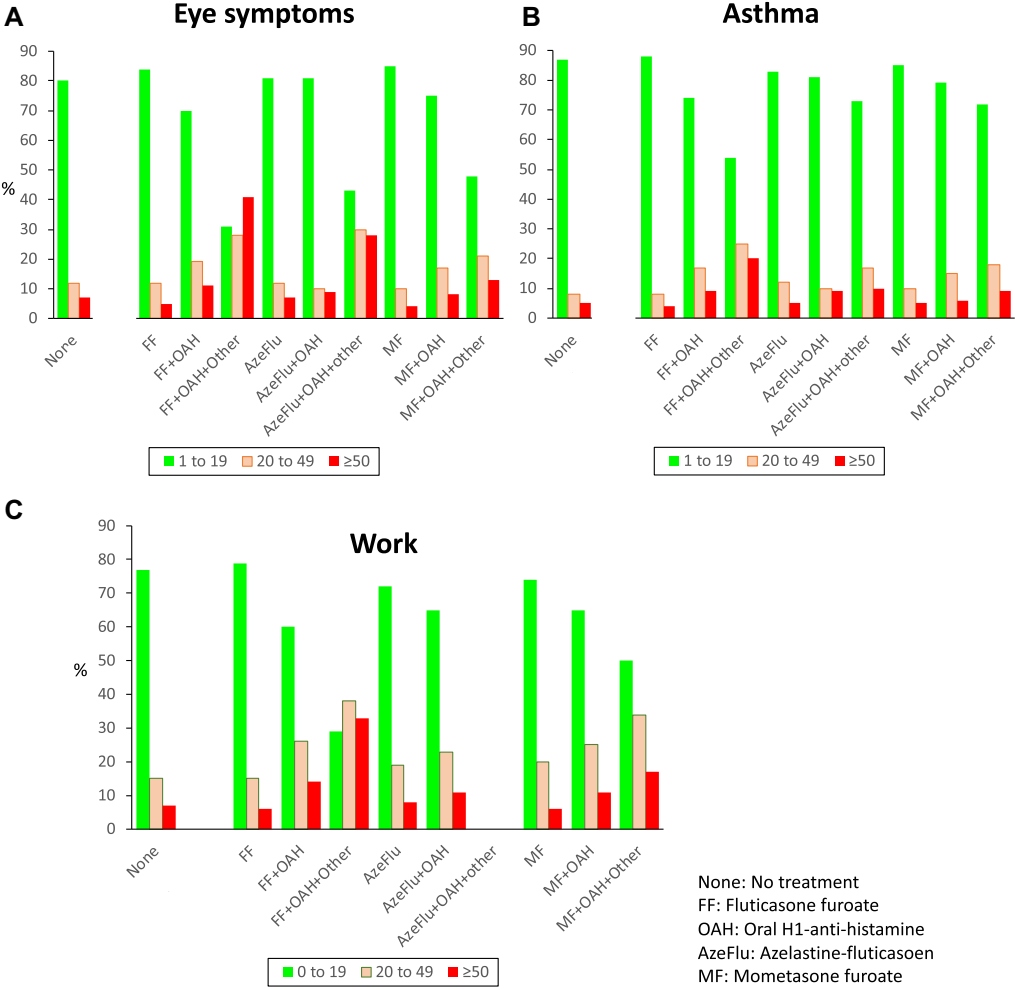 A
Eye symptoms
90
80
70
60
50
40
30
20
10
0
%
None
FF
FF+OAH
FF+OAH+Other
AzeFlu
AzeFlu+OAH
AzeFlu+OAH+other
MF
MF+OAH
MF+OAH+Other
1 to 19 20 to 49 ≥50
B
Asthma
90
80
70
60
50
40
30
20
10
0
None
FF
FF+OAH
FF+OAH+Other
AzeFlu
AzeFlu+OAH
AzeFlu+OAH+other
MF
MF+OAH
MF+OAH+Other
1 to 19 20 to 49 ≥50
C
Work
90
80
70
60
50
40
30
20
10
0
%
None
FF
FF+OAH
FF+OAH+Other
AzeFlu
AzeFlu+OAH
AzeFlu+OAH+other
MF
MF+OAH
MF+OAH+Other
0 to 19 20 to 49 ≥50
None: No treatment
FF: Fluticasone furoate
OAH: Oral H1-anti-histamine
AzeFlu: Azelastine-fluticasoen
MF: Mometasone furoate